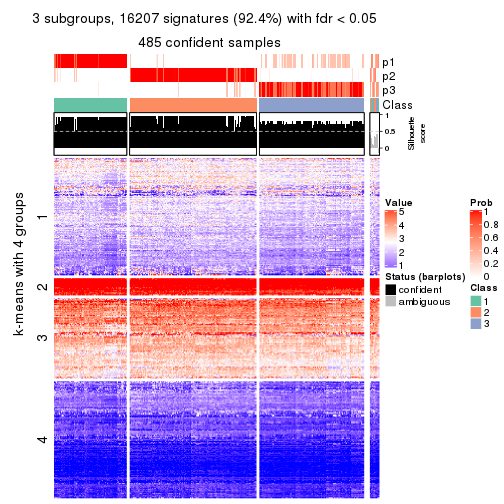 3 subgroups, 16207 signatures (92.4%) with fdr < 0.05
485 confident samples
p1
p2
p3
Class
1
0.5
0
Silhouette
score
k-means with 4 groups
1
2
3
4
Value
5
4
3
2
1
Status (barplots)
confident
ambiguous
Prob
1
0.8
0.6
0.4
0.2
0
Class
1
2
3